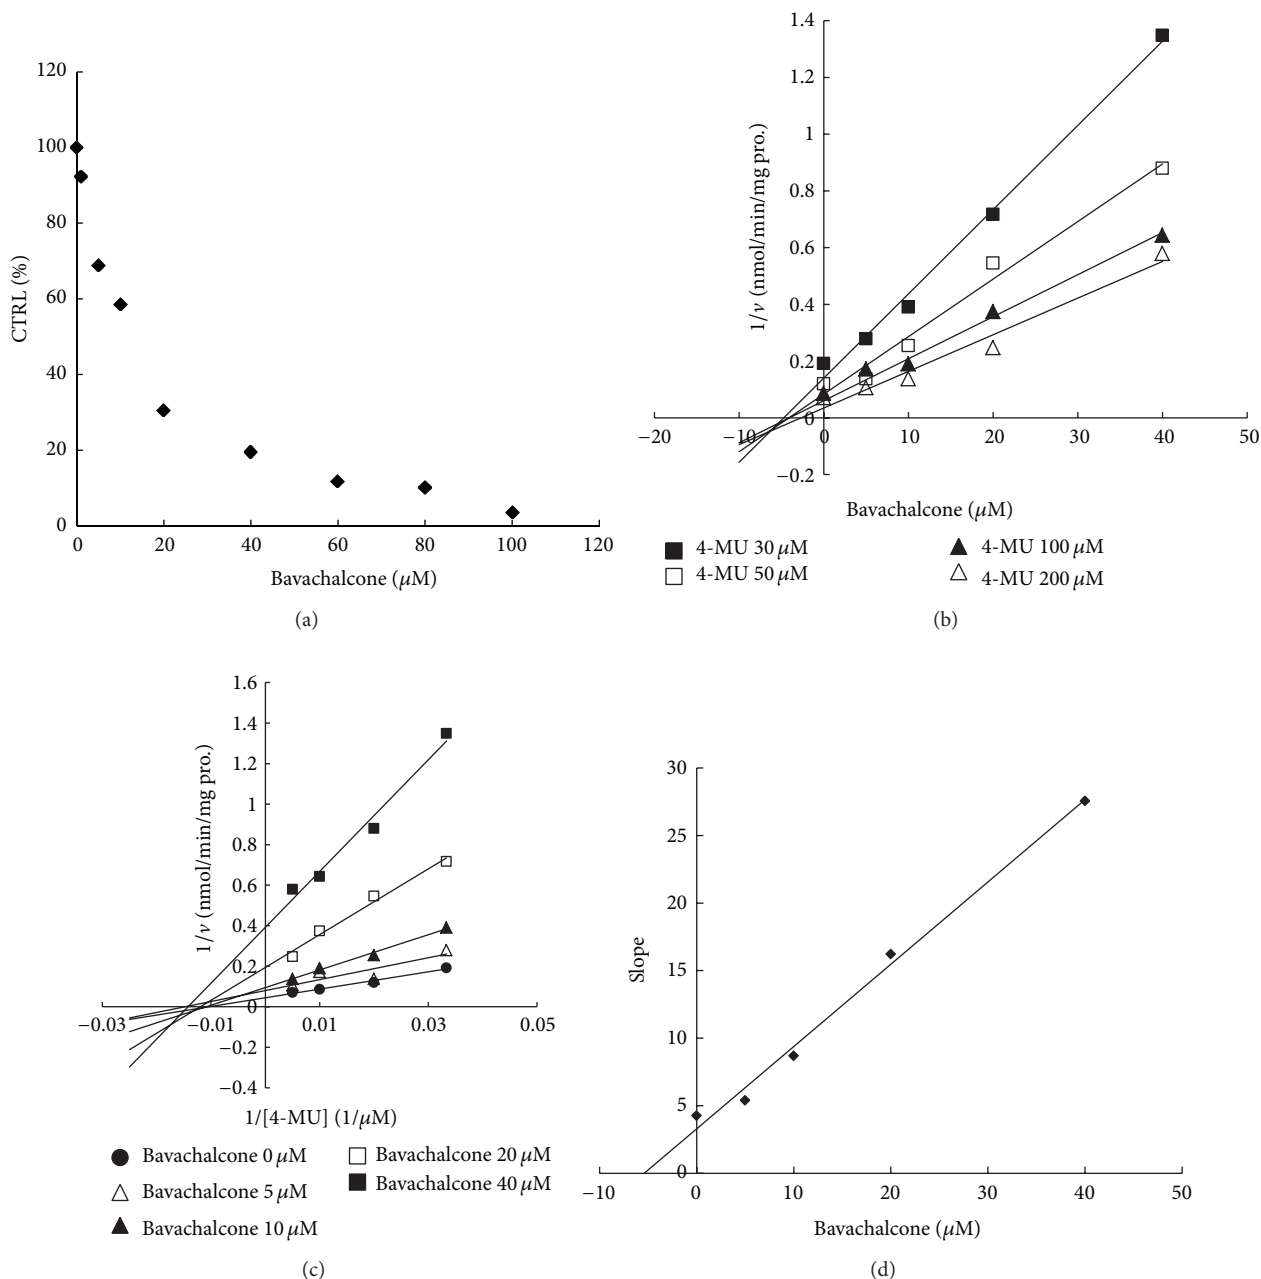 120
100
80
60
40
20
0
CTRL (%)
0 20 40 60 80 100 120
Bavachalcone (μM)
(a)
1.4
1.2
1
0.8
0.6
0.4
0.2
0
−0.2
1/v (nmol/min/mg pro.)
−20 −10 0 10 20 30 40 50
Bavachalcone (μM)
4-MU 30 μM
4-MU 50 μM
4-MU 100 μM
4-MU 200 μM
(b)
1.6
1.4
1.2
1
0.8
0.6
0.4
0.2
0
−0.2
−0.4
1/v (nmol/min/mg pro.)
−0.03 −0.01 0.01 0.03 0.05
1/[4-MU] (1/μM)
Bavachalcone 0 μM
Bavachalcone 5 μM
Bavachalcone 10 μM
Bavachalcone 20 μM
Bavachalcone 40 μM
(c)
30
25
20
15
10
5
0
Slope
−10 0 10 20 30 40 50
Bavachalcone (μM)
(d)